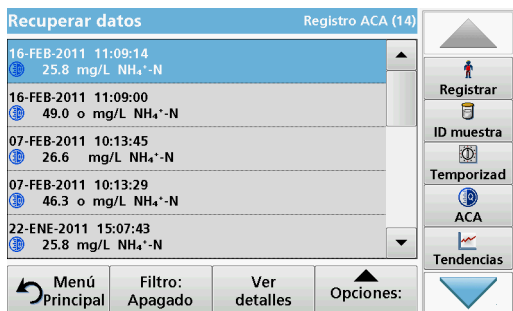 Recuperar datos Registro ACA (14)
16-FEB-2011 11:09:14
25.8 mg/L NH₄⁺-N
16-FEB-2011 11:09:00
49.0 o mg/L NH₄⁺-N
07-FEB-2011 10:13:45
26.6 mg/L NH₄⁺-N
07-FEB-2011 10:13:29
46.3 o mg/L NH₄⁺-N
22-ENE-2011 15:07:43
25.8 mg/L NH₄⁺-N
Registrar
ID muestra
Temporizad
ACA
Tendencias
Menú
Principal
Filtro:
Apagado
Ver
detalles
Opciones: